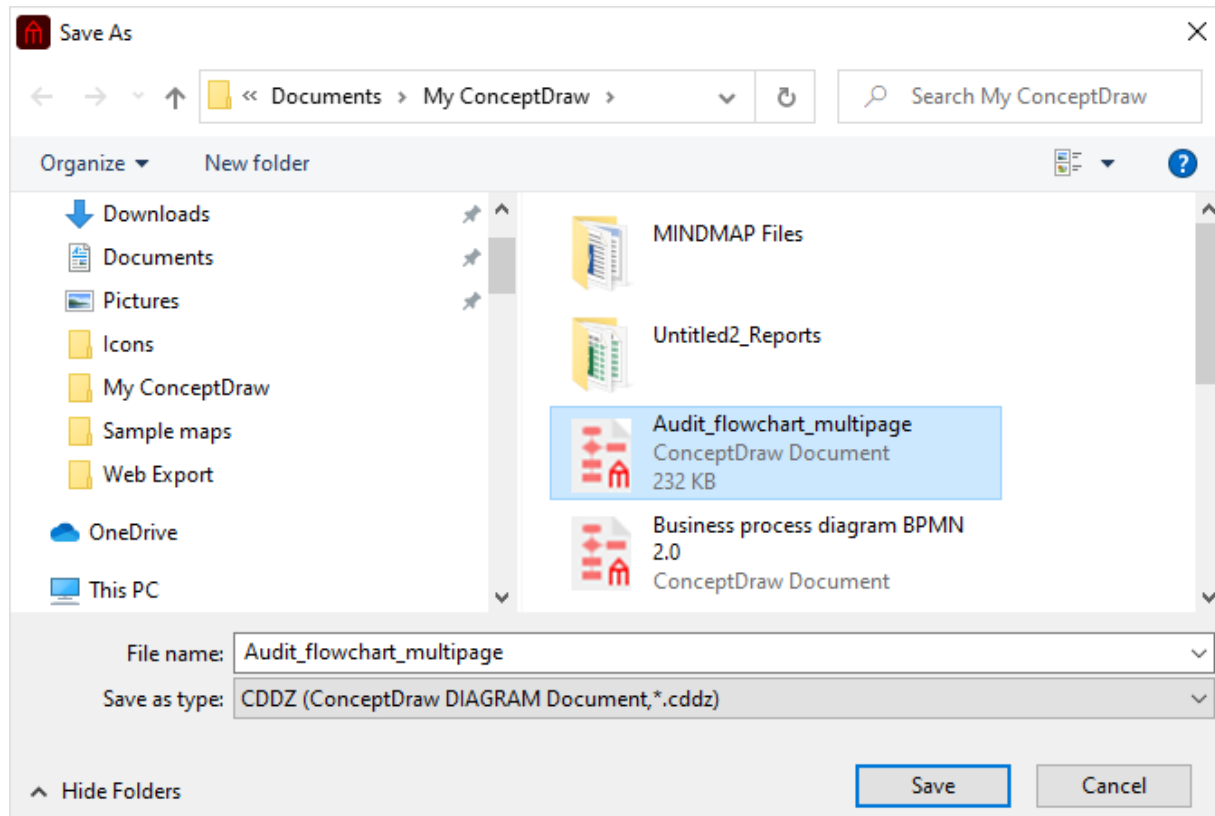 Save As
« Documents › My ConceptDraw ›
Search My ConceptDraw
Organize
New folder
?
Downloads
Documents
Pictures
Icons
My ConceptDraw
Sample maps
Web Export
OneDrive
This PC
MINDMAP Files
Untitled2_Reports
Audit_flowchart_multipage
ConceptDraw Document
232 KB
Business process diagram BPMN
2.0
ConceptDraw Document
File name: Audit_flowchart_multipage
Save as type: CDDZ (ConceptDraw DIAGRAM Document,*.cddz)
Hide Folders
Save
Cancel